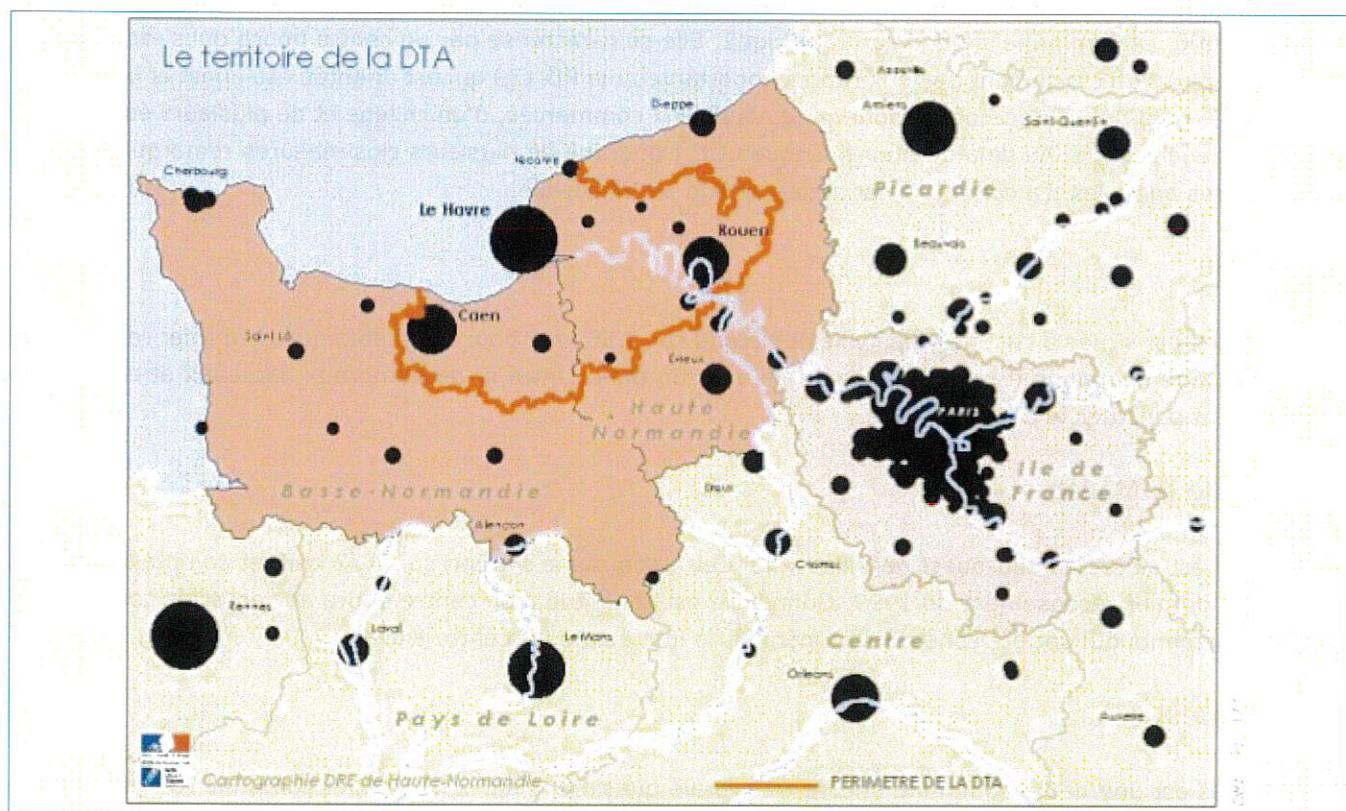 Le territoire de la DTA
Abbeville
Amiens
Dieppe
Saint-Quentin
Cherbourg
Fécamp
Picardie
Le Havre
Rouen
Beauvais
Caen
Saint-Lô
Evreux
PARIS
Haute
Normandie
Ile de
France
Basse-Normandie
Dreux
Alençon
Chartres
Rennes
Laval
Le Mans
Centre
Orléans
Pays de Loire
Auxerre
Cartographie DRE de Haute-Normandie
PERIMETRE DE LA DTA